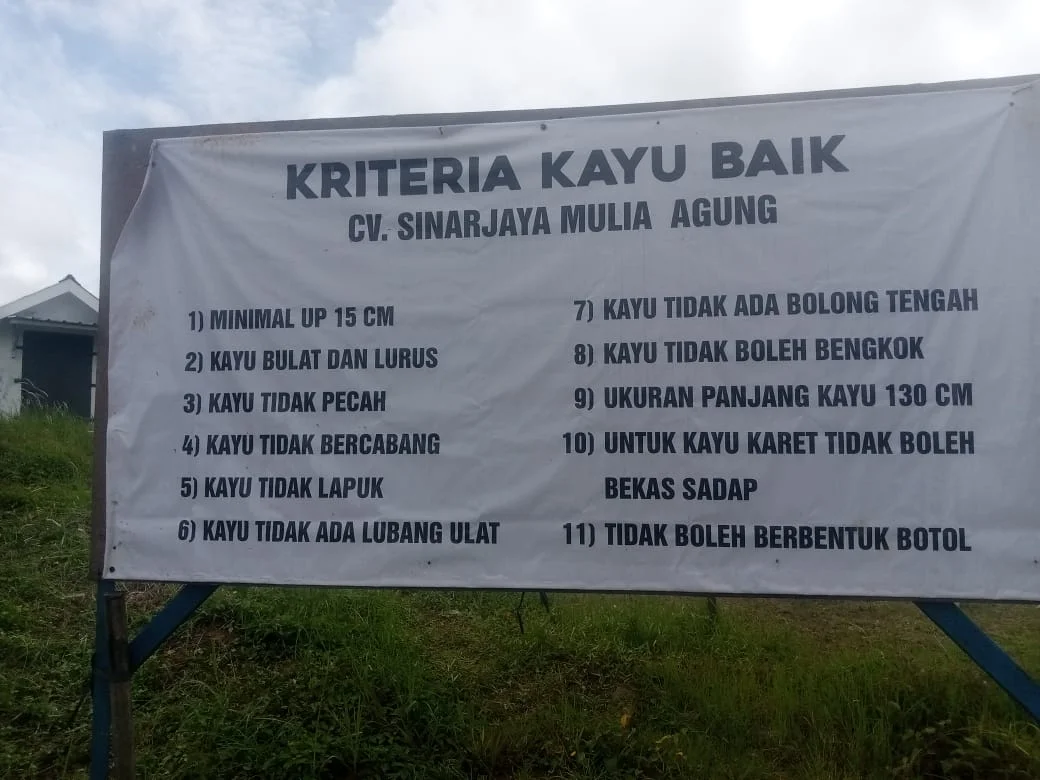 KRITERIA KAYU BAIK
CV. SINARJAYA MULIA AGUNG
1) MINIMAL UP 15 CM
2) KAYU BULAT DAN LURUS
3) KAYU TIDAK PECAH
4) KAYU TIDAK BERCABANG
5) KAYU TIDAK LAPUK
6) KAYU TIDAK ADA LUBANG ULAT
7) KAYU TIDAK ADA BOLONG TENGAH
8) KAYU TIDAK BOLEH BENGKOK
9) UKURAN PANJANG KAYU 130 CM
10) UNTUK KAYU KARET TIDAK BOLEH
BEKAS SADAP
11) TIDAK BOLEH BERBENTUK BOTOL